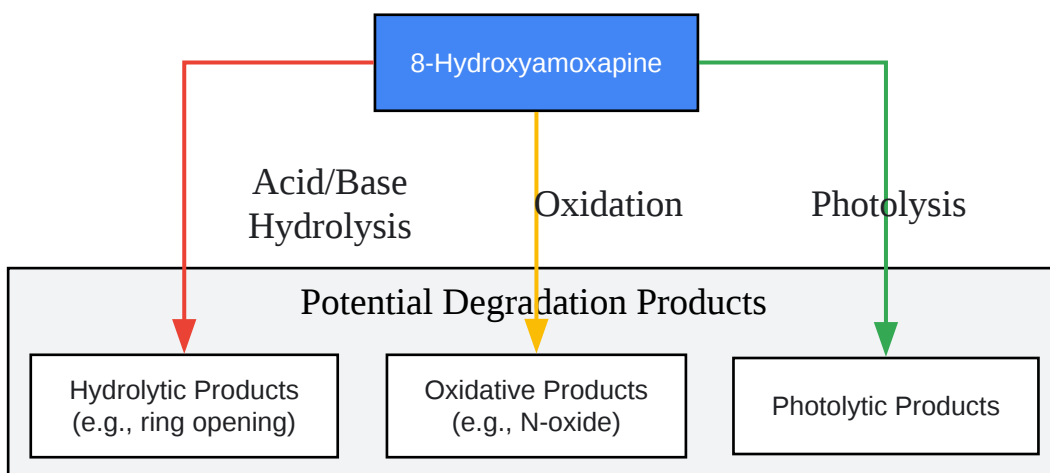 8-Hydroxyamoxapine
Acid/Base
Hydrolysis
Oxidation
Photolysis
Potential Degradation Products
Hydrolytic Products
(e.g., ring opening)
Oxidative Products
(e.g., N-oxide)
Photolytic Products